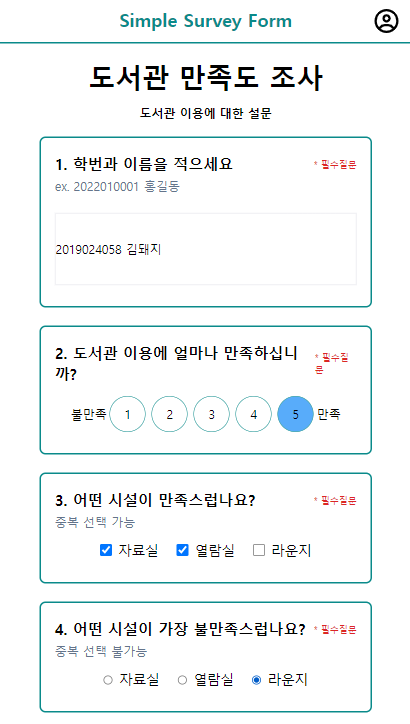 Simple Survey Form
도서관 만족도 조사
도서관 이용에 대한 설문
1. 학번과 이름을 적으세요 * 필수질문
ex. 2022010001 홍길동
2019024058 김돼지
2. 도서관 이용에 얼마나 만족하십니 * 필수질
까? 문
불만족 1 2 3 4 5 만족
3. 어떤 시설이 만족스럽나요? * 필수질문
중복 선택 가능
자료실 열람실 라운지
4. 어떤 시설이 가장 불만족스럽나요? * 필수질문
중복 선택 불가능
자료실 열람실 라운지